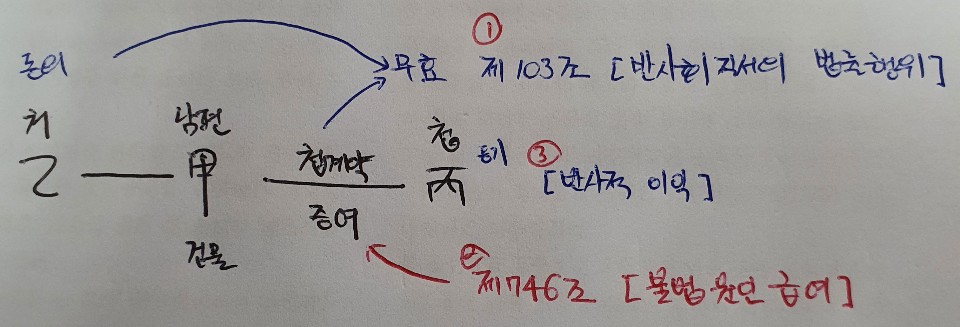 동의 무효 ① 제103조 [반사회질서의 법률행위]
처 남편 첩
乙 甲 첩계약 丙 등기 ③ [반사적 이익]
증여
건물
② 제746조 [불법원인급여]